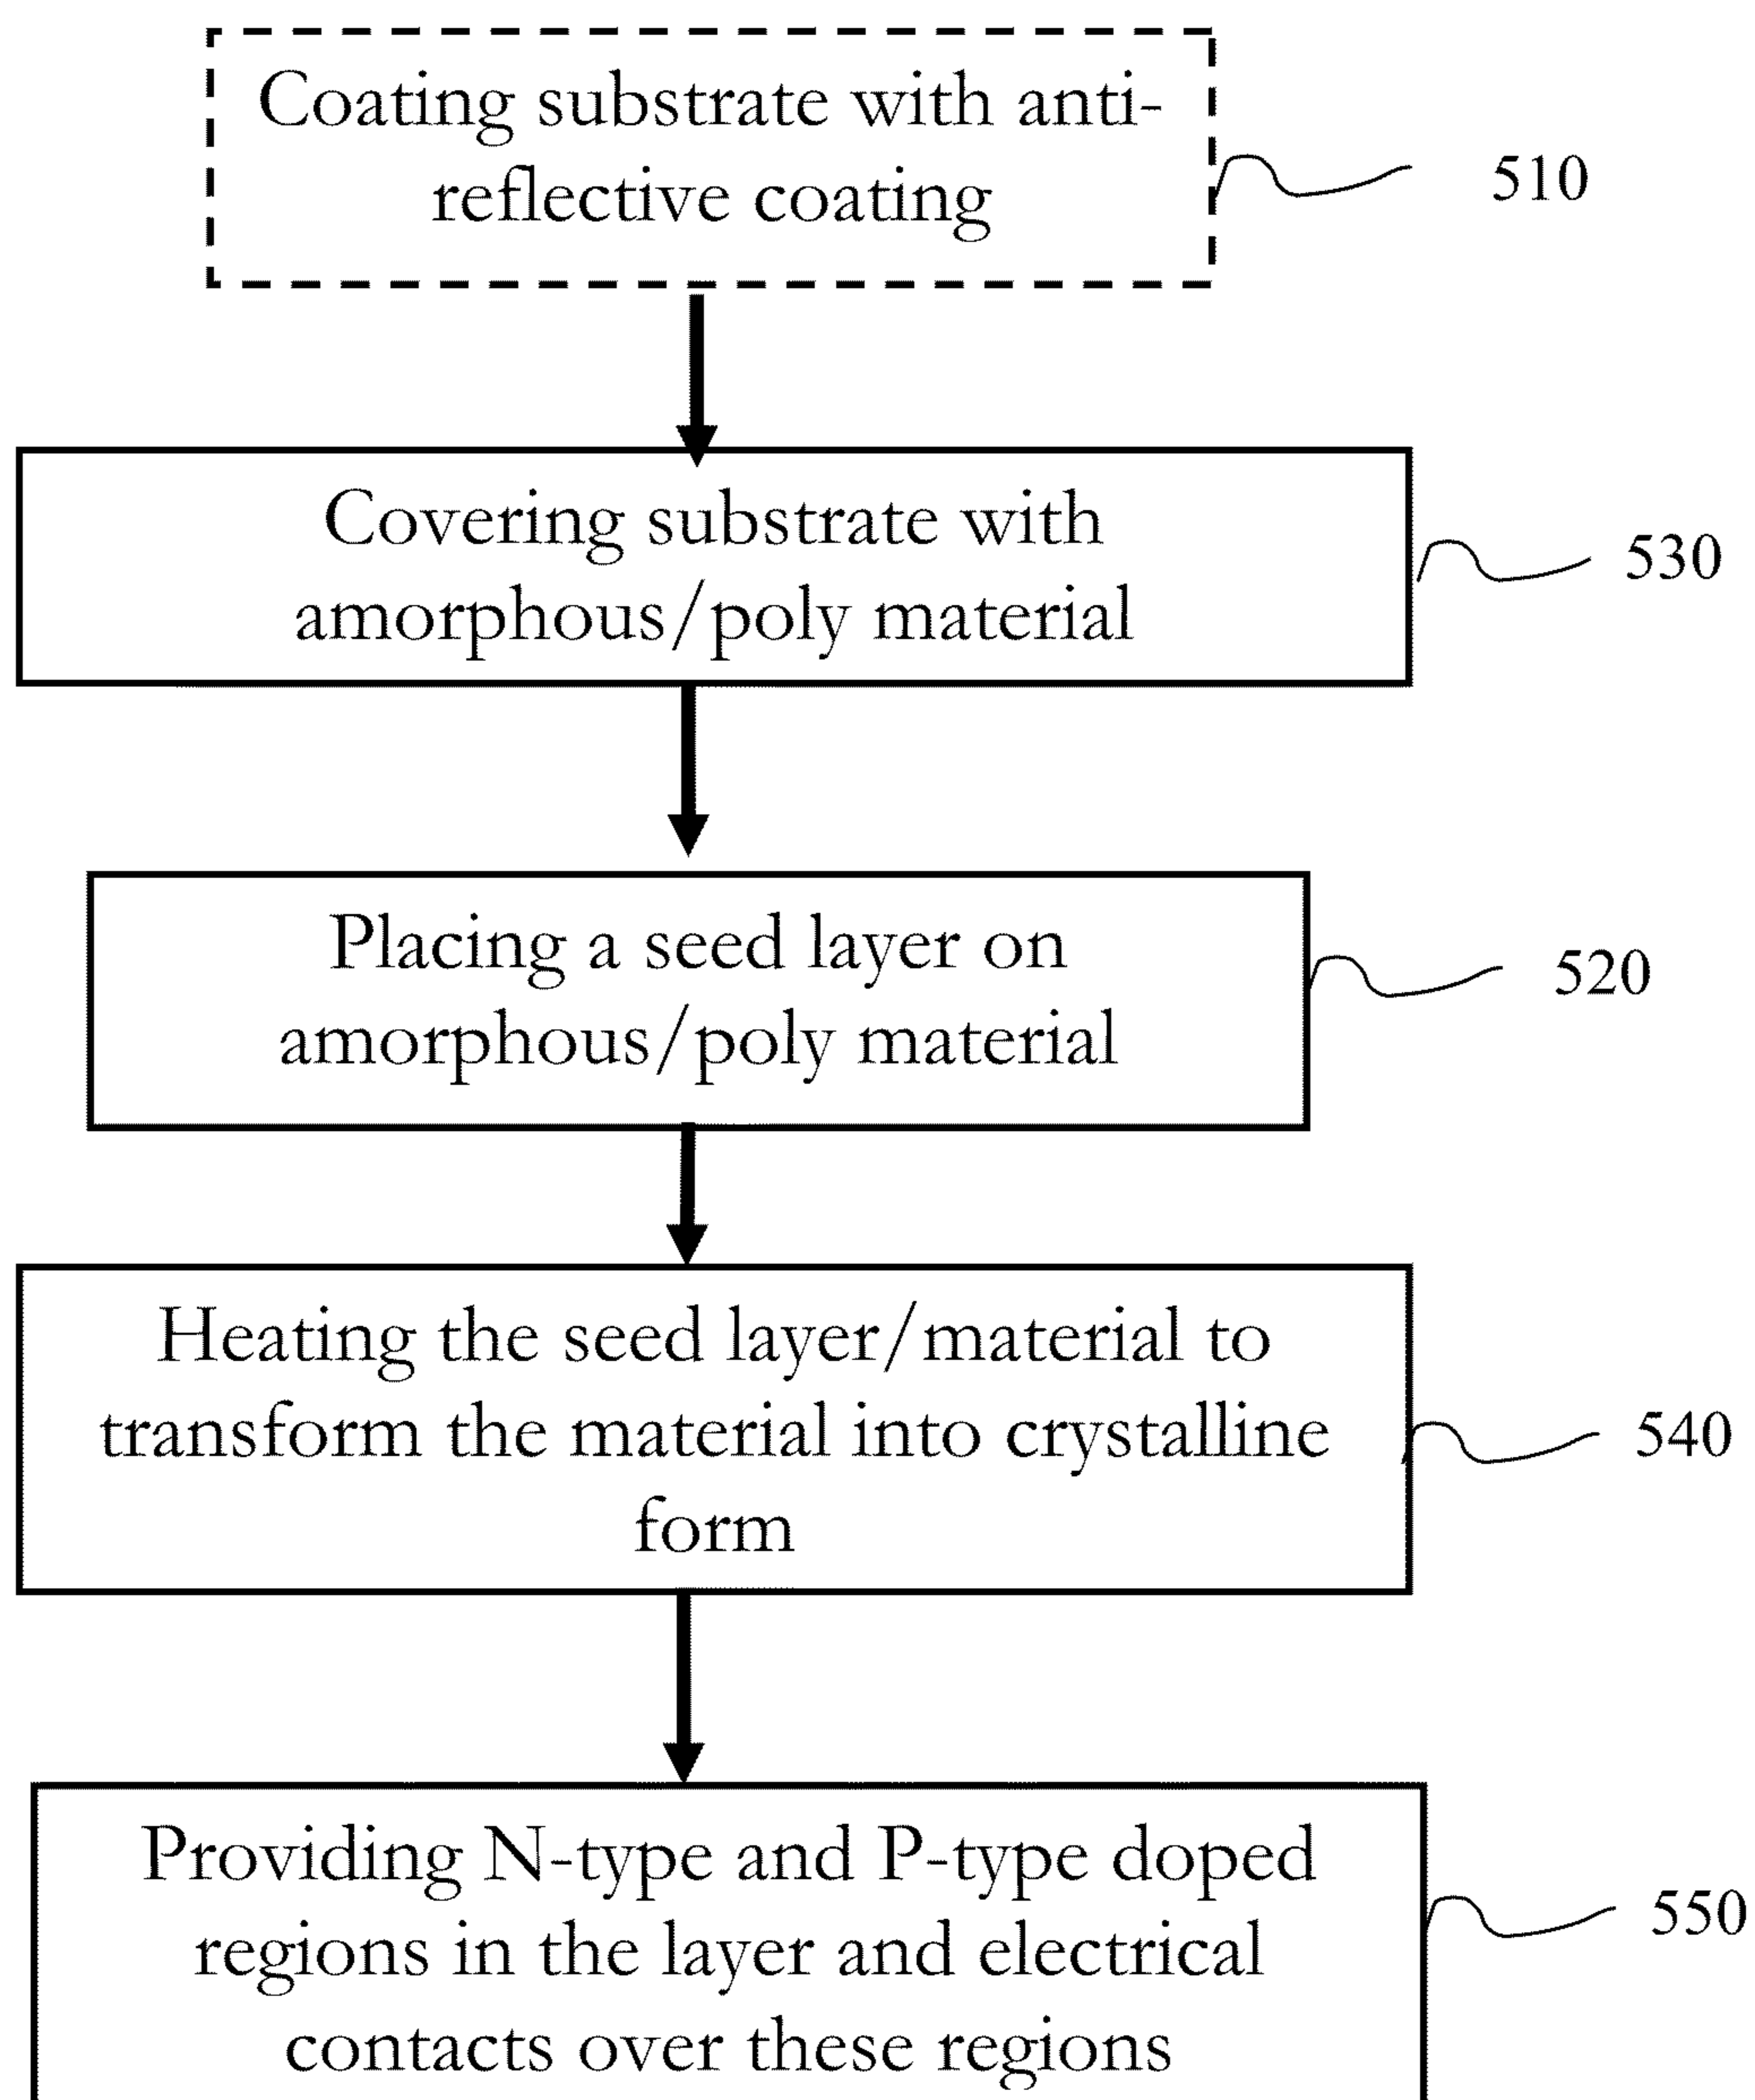 Coating substrate with anti-
reflective coating
510
Covering substrate with
amorphous/poly material
530
Placing a seed layer on
amorphous/poly material
520
Heating the seed layer/material to
transform the material into crystalline
form
540
Providing N-type and P-type doped
regions in the layer and electrical
contacts over these regions
550